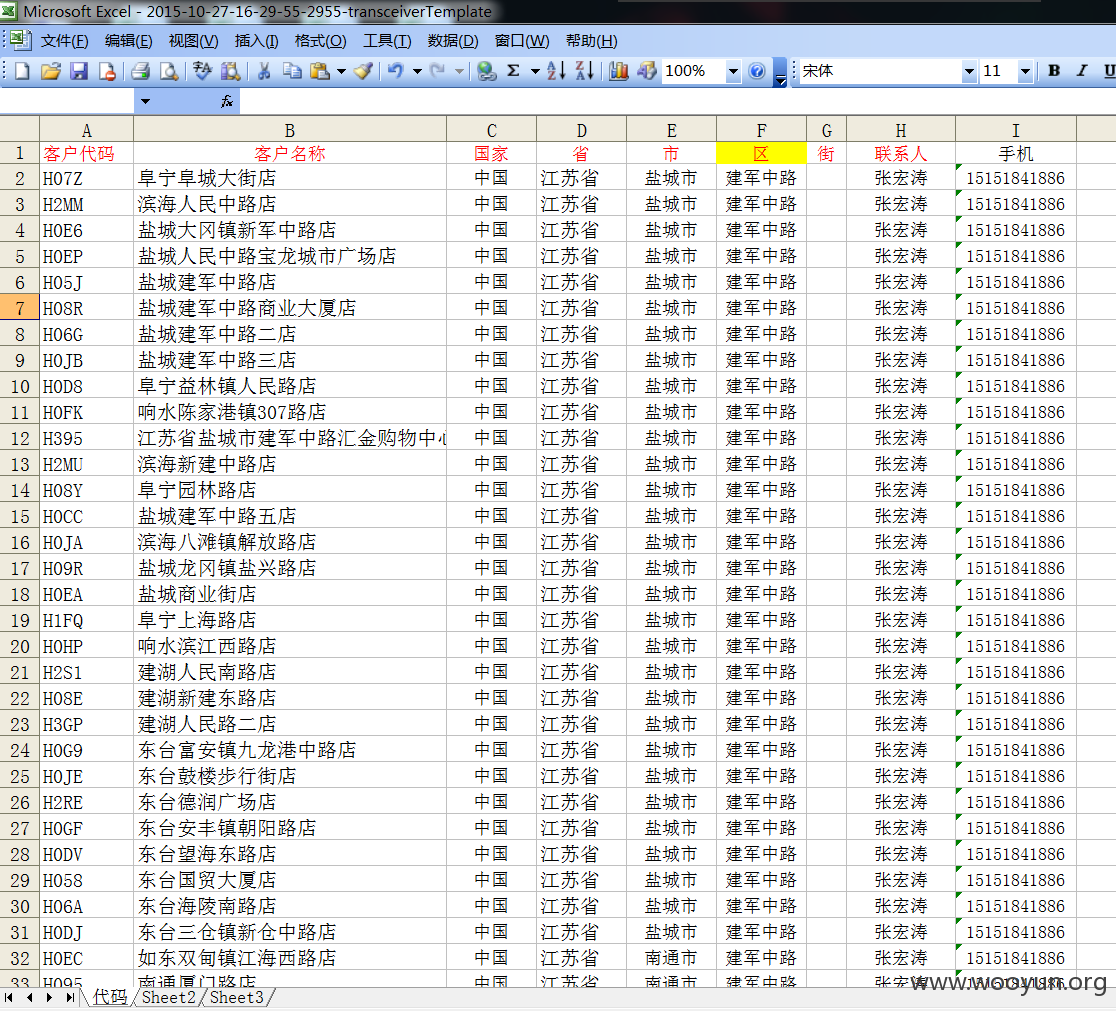 Microsoft Excel - 2015-10-27-16-29-55-2955-transceiverTemplate
文件(F) 编辑(E) 视图(V) 插入(I) 格式(O) 工具(T) 数据(D) 窗口(W) 帮助(H)
100% 宋体 11 B I U
fx
A B C D E F G H I
1 客户代码 客户名称 国家 省 市 区 街 联系人 手机
2 H07Z 阜宁阜城大街店 中国 江苏省 盐城市 建军中路 张宏涛 15151841886
3 H2MM 滨海人民中路店 中国 江苏省 盐城市 建军中路 张宏涛 15151841886
4 H0E6 盐城大冈镇新军中路店 中国 江苏省 盐城市 建军中路 张宏涛 15151841886
5 H0EP 盐城人民中路宝龙城市广场店 中国 江苏省 盐城市 建军中路 张宏涛 15151841886
6 H05J 盐城建军中路店 中国 江苏省 盐城市 建军中路 张宏涛 15151841886
7 H08R 盐城建军中路商业大厦店 中国 江苏省 盐城市 建军中路 张宏涛 15151841886
8 H06G 盐城建军中路二店 中国 江苏省 盐城市 建军中路 张宏涛 15151841886
9 H0JB 盐城建军中路三店 中国 江苏省 盐城市 建军中路 张宏涛 15151841886
10 H0D8 阜宁益林镇人民路店 中国 江苏省 盐城市 建军中路 张宏涛 15151841886
11 H0FK 响水陈家港镇307路店 中国 江苏省 盐城市 建军中路 张宏涛 15151841886
12 H395 江苏省盐城市建军中路汇金购物中心 中国 江苏省 盐城市 建军中路 张宏涛 15151841886
13 H2MU 滨海新建中路店 中国 江苏省 盐城市 建军中路 张宏涛 15151841886
14 H08Y 阜宁园林路店 中国 江苏省 盐城市 建军中路 张宏涛 15151841886
15 H0CC 盐城建军中路五店 中国 江苏省 盐城市 建军中路 张宏涛 15151841886
16 H0JA 滨海八滩镇解放路店 中国 江苏省 盐城市 建军中路 张宏涛 15151841886
17 H09R 盐城龙冈镇盐兴路店 中国 江苏省 盐城市 建军中路 张宏涛 15151841886
18 H0EA 盐城商业街店 中国 江苏省 盐城市 建军中路 张宏涛 15151841886
19 H1FQ 阜宁上海路店 中国 江苏省 盐城市 建军中路 张宏涛 15151841886
20 H0HP 响水滨江西路店 中国 江苏省 盐城市 建军中路 张宏涛 15151841886
21 H2S1 建湖人民南路店 中国 江苏省 盐城市 建军中路 张宏涛 15151841886
22 H08E 建湖新建东路店 中国 江苏省 盐城市 建军中路 张宏涛 15151841886
23 H3GP 建湖人民路二店 中国 江苏省 盐城市 建军中路 张宏涛 15151841886
24 H0G9 东台富安镇九龙港中路店 中国 江苏省 盐城市 建军中路 张宏涛 15151841886
25 H0JE 东台鼓楼步行街店 中国 江苏省 盐城市 建军中路 张宏涛 15151841886
26 H2RE 东台德润广场店 中国 江苏省 盐城市 建军中路 张宏涛 15151841886
27 H0GF 东台安丰镇朝阳路店 中国 江苏省 盐城市 建军中路 张宏涛 15151841886
28 H0DV 东台望海东路店 中国 江苏省 盐城市 建军中路 张宏涛 15151841886
29 H058 东台国贸大厦店 中国 江苏省 盐城市 建军中路 张宏涛 15151841886
30 H06A 东台海陵南路店 中国 江苏省 盐城市 建军中路 张宏涛 15151841886
31 H0DJ 东台三仓镇新仓中路店 中国 江苏省 盐城市 建军中路 张宏涛 15151841886
32 H0EC 如东双甸镇江海西路店 中国 江苏省 南通市 建军中路 张宏涛 15151841886
33 H095 南通厦门路店 中国 江苏省 南通市 建军中路 张宏涛 15151841886
www.wooyun.org
代码 Sheet2 Sheet3